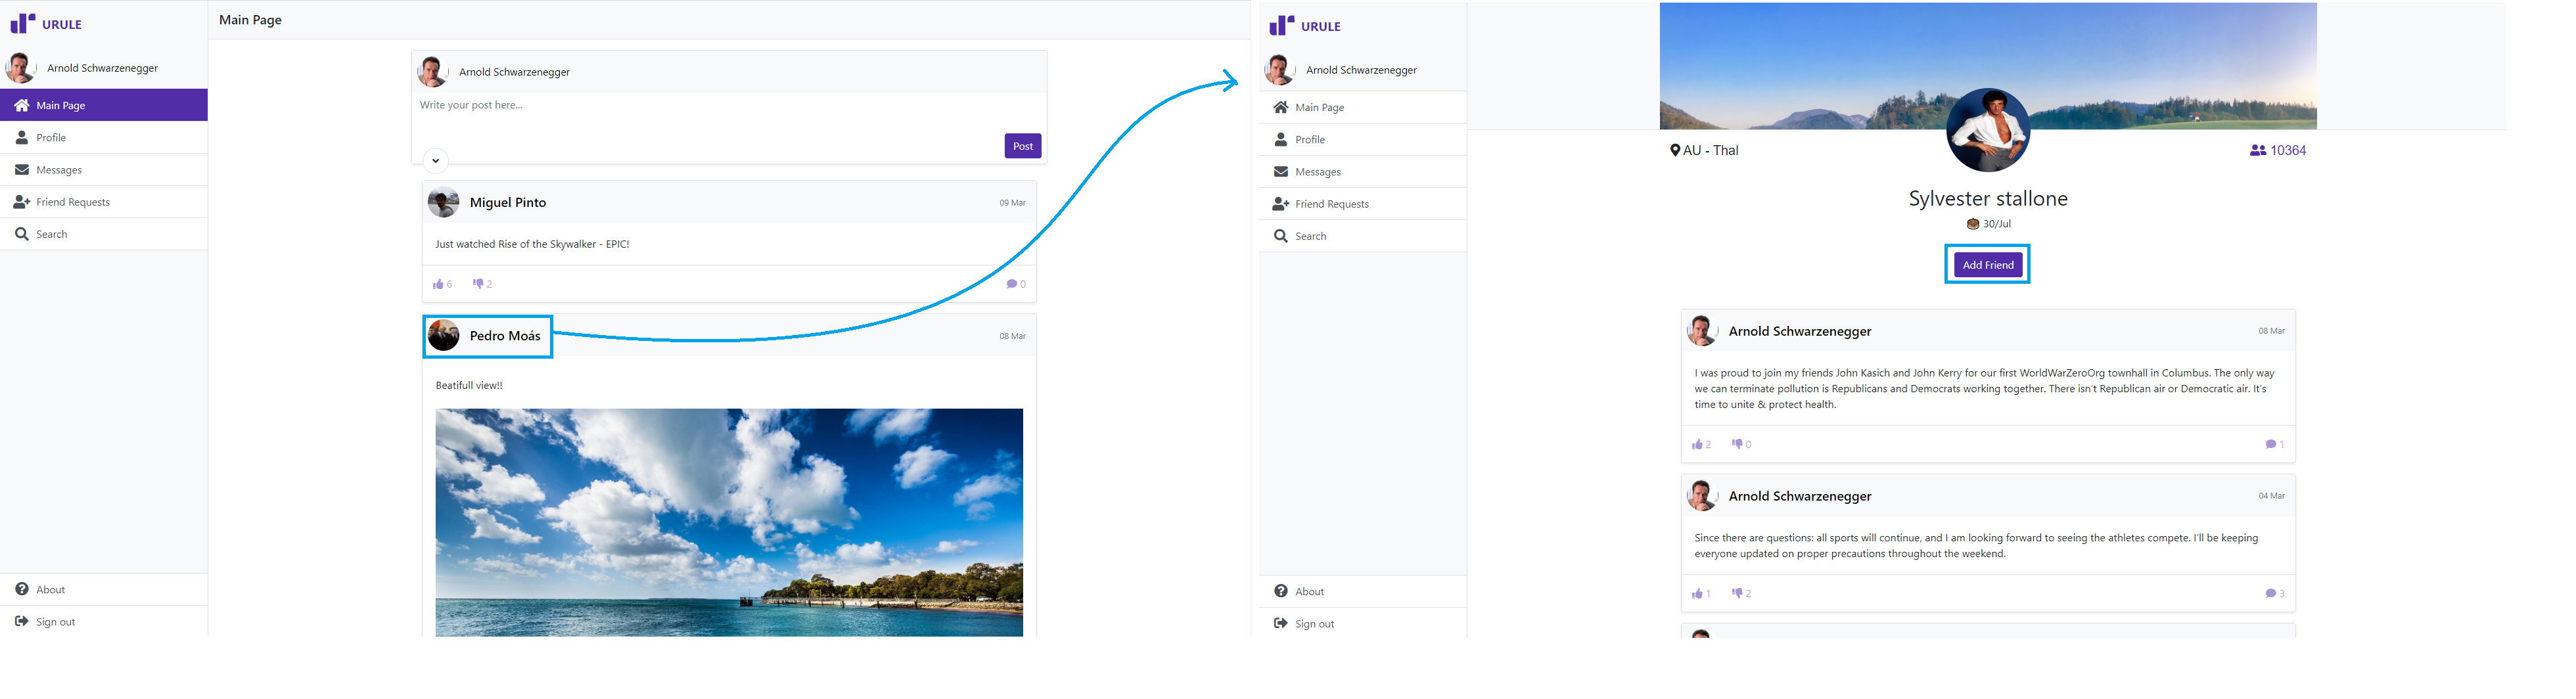 URULE
Arnold Schwarzenegger
Main Page
Profile
Messages
Friend Requests
Search
About
Sign out
Main Page
Arnold Schwarzenegger
Write your post here...
Post
Miguel Pinto
09 Mar
Just watched Rise of the Skywalker - EPIC!
6
2
0
Pedro Moás
08 Mar
Beatifull view!!
URULE
Arnold Schwarzenegger
Main Page
Profile
Messages
Friend Requests
Search
About
Sign out
AU - Thal
10364
Sylvester stallone
30/Jul
Add Friend
Arnold Schwarzenegger
08 Mar
I was proud to join my friends John Kasich and John Kerry for our first WorldWarZeroOrg townhall in Columbus. The only way
we can terminate pollution is Republicans and Democrats working together. There isn´t Republican air or Democratic air. It´s
time to unite & protect health.
2
0
1
Arnold Schwarzenegger
04 Mar
Since there are questions: all sports will continue, and I am looking forward to seeing the athletes compete. I´ll be keeping
everyone updated on proper precautions throughout the weekend.
1
2
3